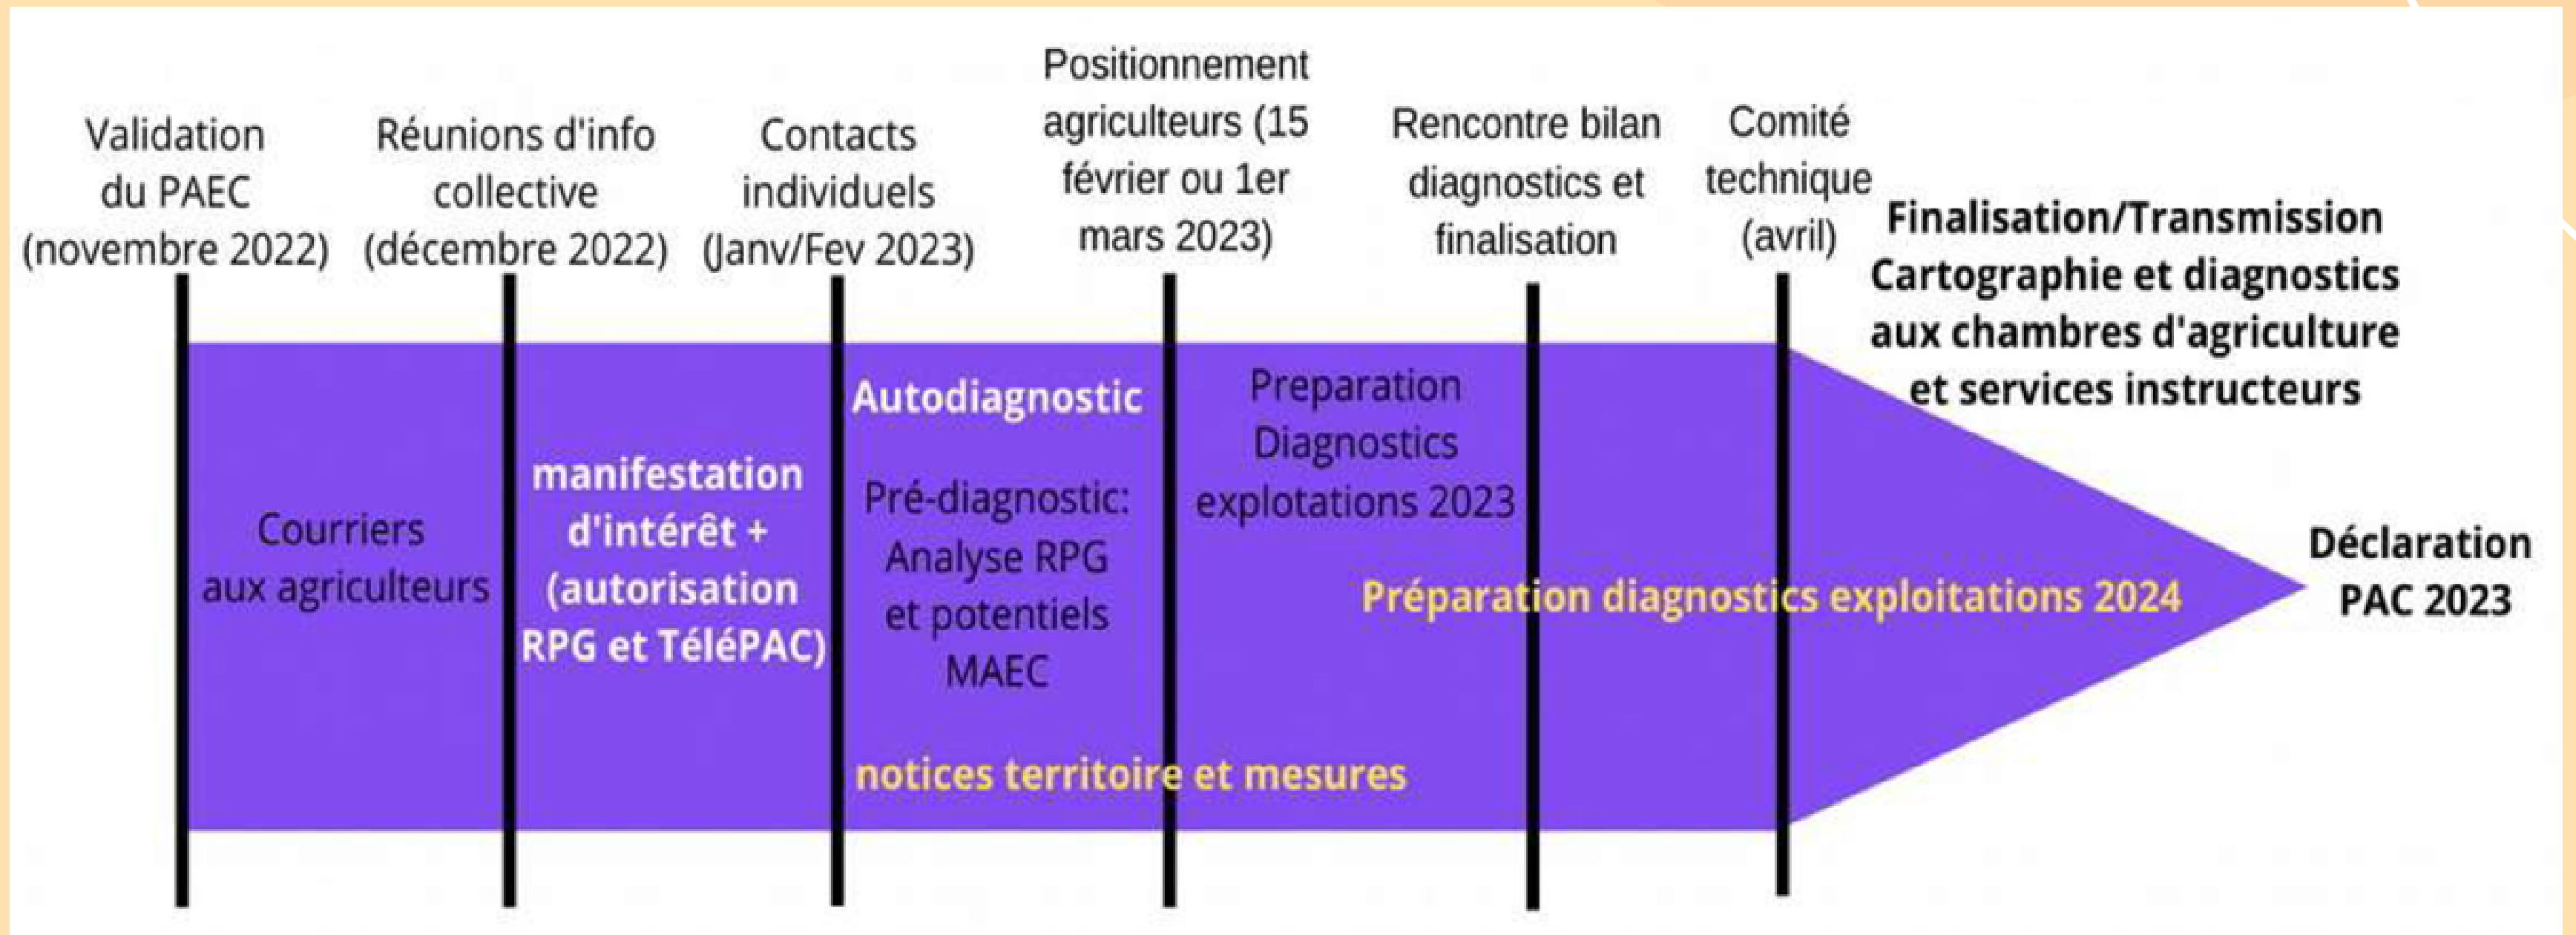 Validation
du PAEC
(novembre 2022)
Réunions d'info
collective
(décembre 2022)
Contacts
individuels
(Janv/Fev 2023)
Positionnement
agriculteurs (15
février ou 1er
mars 2023)
Rencontre bilan
diagnostics et
finalisation
Comité
technique
(avril)
Finalisation/Transmission
Cartographie et diagnostics
aux chambres d'agriculture
et services instructeurs
Courriers
aux agriculteurs
manifestation
d'intérêt +
(autorisation
RPG et TéléPAC)
Autodiagnostic
Pré-diagnostic:
Analyse RPG
et potentiels
MAEC
notices territoire et mesures
Preparation
Diagnostics
explotations 2023
Préparation diagnostics exploitations 2024
Déclaration
PAC 2023